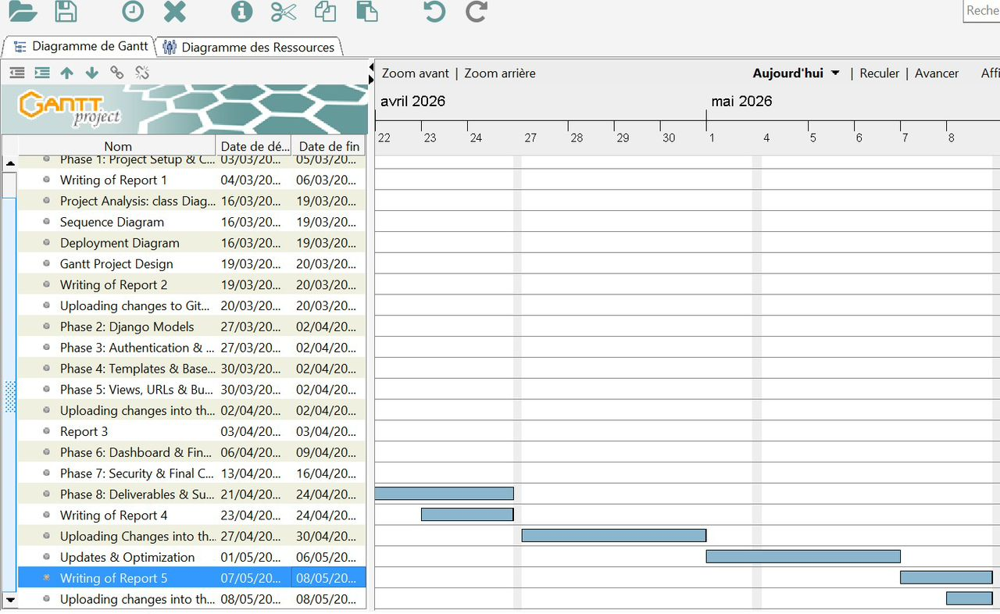 Reche
Diagramme de Gantt Diagramme des Ressources
Zoom avant | Zoom arrière Aujourd'hui | Reculer | Avancer Affi
GANTT project
avril 2026 mai 2026
22 23 24 27 28 29 30 1 4 5 6 7 8
Nom Date de dé... Date de fin
Phase 1: Project Setup & C... 03/03/20... 05/03/20...
Writing of Report 1 04/03/20... 06/03/20...
Project Analysis: class Diag... 16/03/20... 19/03/20...
Sequence Diagram 16/03/20... 19/03/20...
Deployment Diagram 16/03/20... 19/03/20...
Gantt Project Design 19/03/20... 20/03/20...
Writing of Report 2 19/03/20... 20/03/20...
Uploading changes to Git... 20/03/20... 20/03/20...
Phase 2: Django Models 27/03/20... 02/04/20...
Phase 3: Authentication & ... 27/03/20... 02/04/20...
Phase 4: Templates & Base... 30/03/20... 02/04/20...
Phase 5: Views, URLs & Bu... 30/03/20... 02/04/20...
Uploading changes into th... 02/04/20... 02/04/20...
Report 3 03/04/20... 03/04/20...
Phase 6: Dashboard & Fin... 06/04/20... 09/04/20...
Phase 7: Security & Final C... 13/04/20... 16/04/20...
Phase 8: Deliverables & Su... 21/04/20... 24/04/20...
Writing of Report 4 23/04/20... 24/04/20...
Uploading Changes into th... 27/04/20... 30/04/20...
Updates & Optimization 01/05/20... 06/05/20...
Writing of Report 5 07/05/20... 08/05/20...
Uploading changes into th... 08/05/20... 08/05/20...